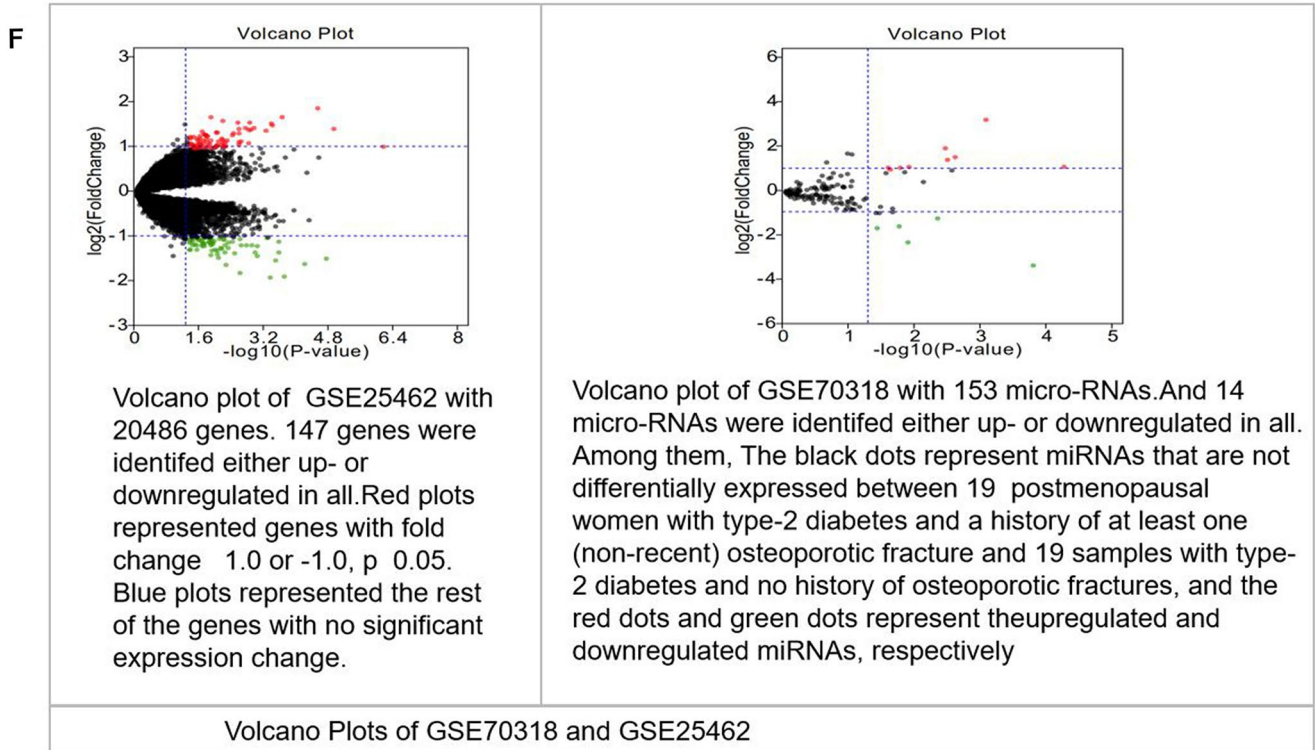 F
Volcano Plot
3
2
1
0
-1
-2
-3
log2(FoldChange)
0 1.6 3.2 4.8 6.4 8
-log10(P-value)
Volcano plot of GSE25462 with
20486 genes. 147 genes were
identifed either up- or
downregulated in all.Red plots
represented genes with fold
change 1.0 or -1.0, p 0.05.
Blue plots represented the rest
of the genes with no significant
expression change.
Volcano Plot
6
4
2
0
-2
-4
-6
log2(FoldChange)
0 1 2 3 4 5
-log10(P-value)
Volcano plot of GSE70318 with 153 micro-RNAs.And 14
micro-RNAs were identifed either up- or downregulated in all.
Among them, The black dots represent miRNAs that are not
differentially expressed between 19 postmenopausal
women with type-2 diabetes and a history of at least one
(non-recent) osteoporotic fracture and 19 samples with type-
2 diabetes and no history of osteoporotic fractures, and the
red dots and green dots represent theupregulated and
downregulated miRNAs, respectively
Volcano Plots of GSE70318 and GSE25462